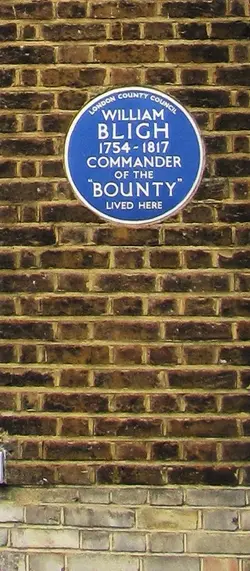 LONDON COUNTY COUNCIL
WILLIAM
BLIGH
1754-1817
COMMANDER
OF THE
"BOUNTY"
LIVED HERE